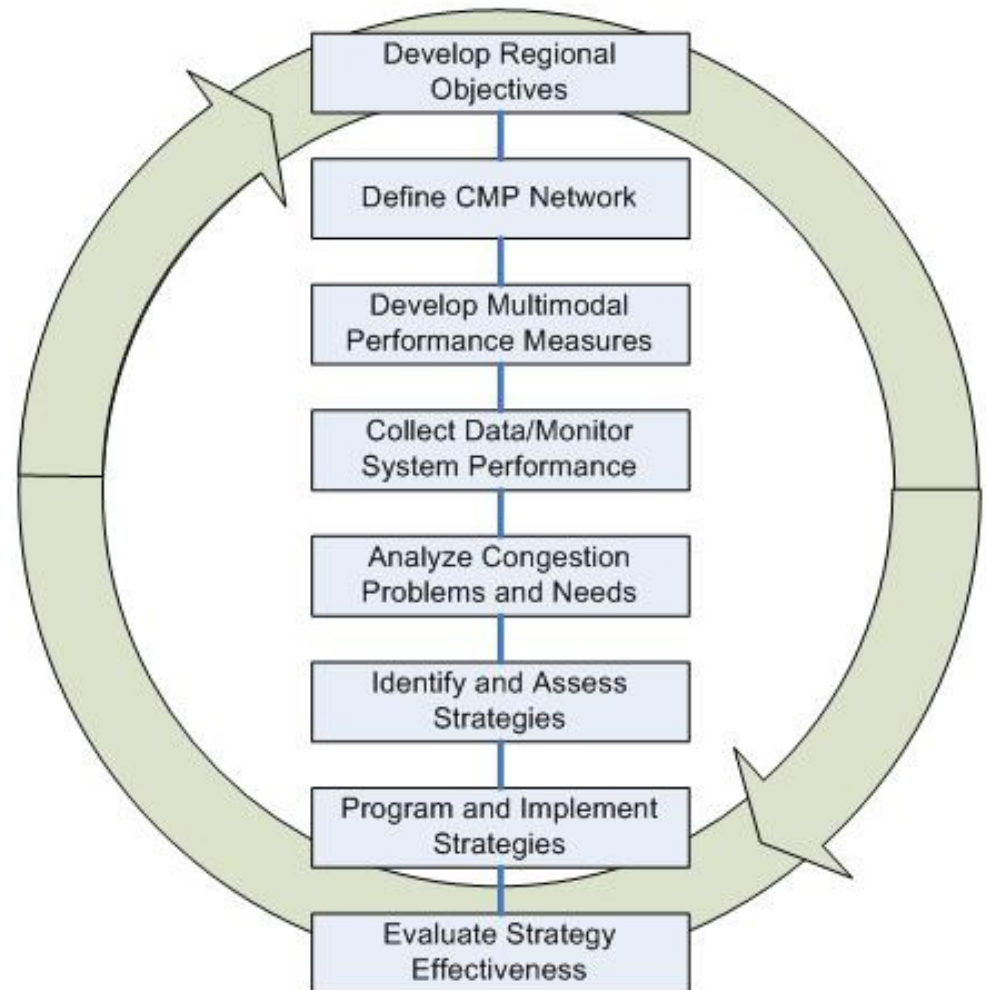 Develop Regional
Objectives
Define CMP Network
Develop Multimodal
Performance Measures
Collect Data/Monitor
System Performance
Analyze Congestion
Problems and Needs
Identify and Assess
Strategies
Program and Implement
Strategies
Evaluate Strategy
Effectiveness